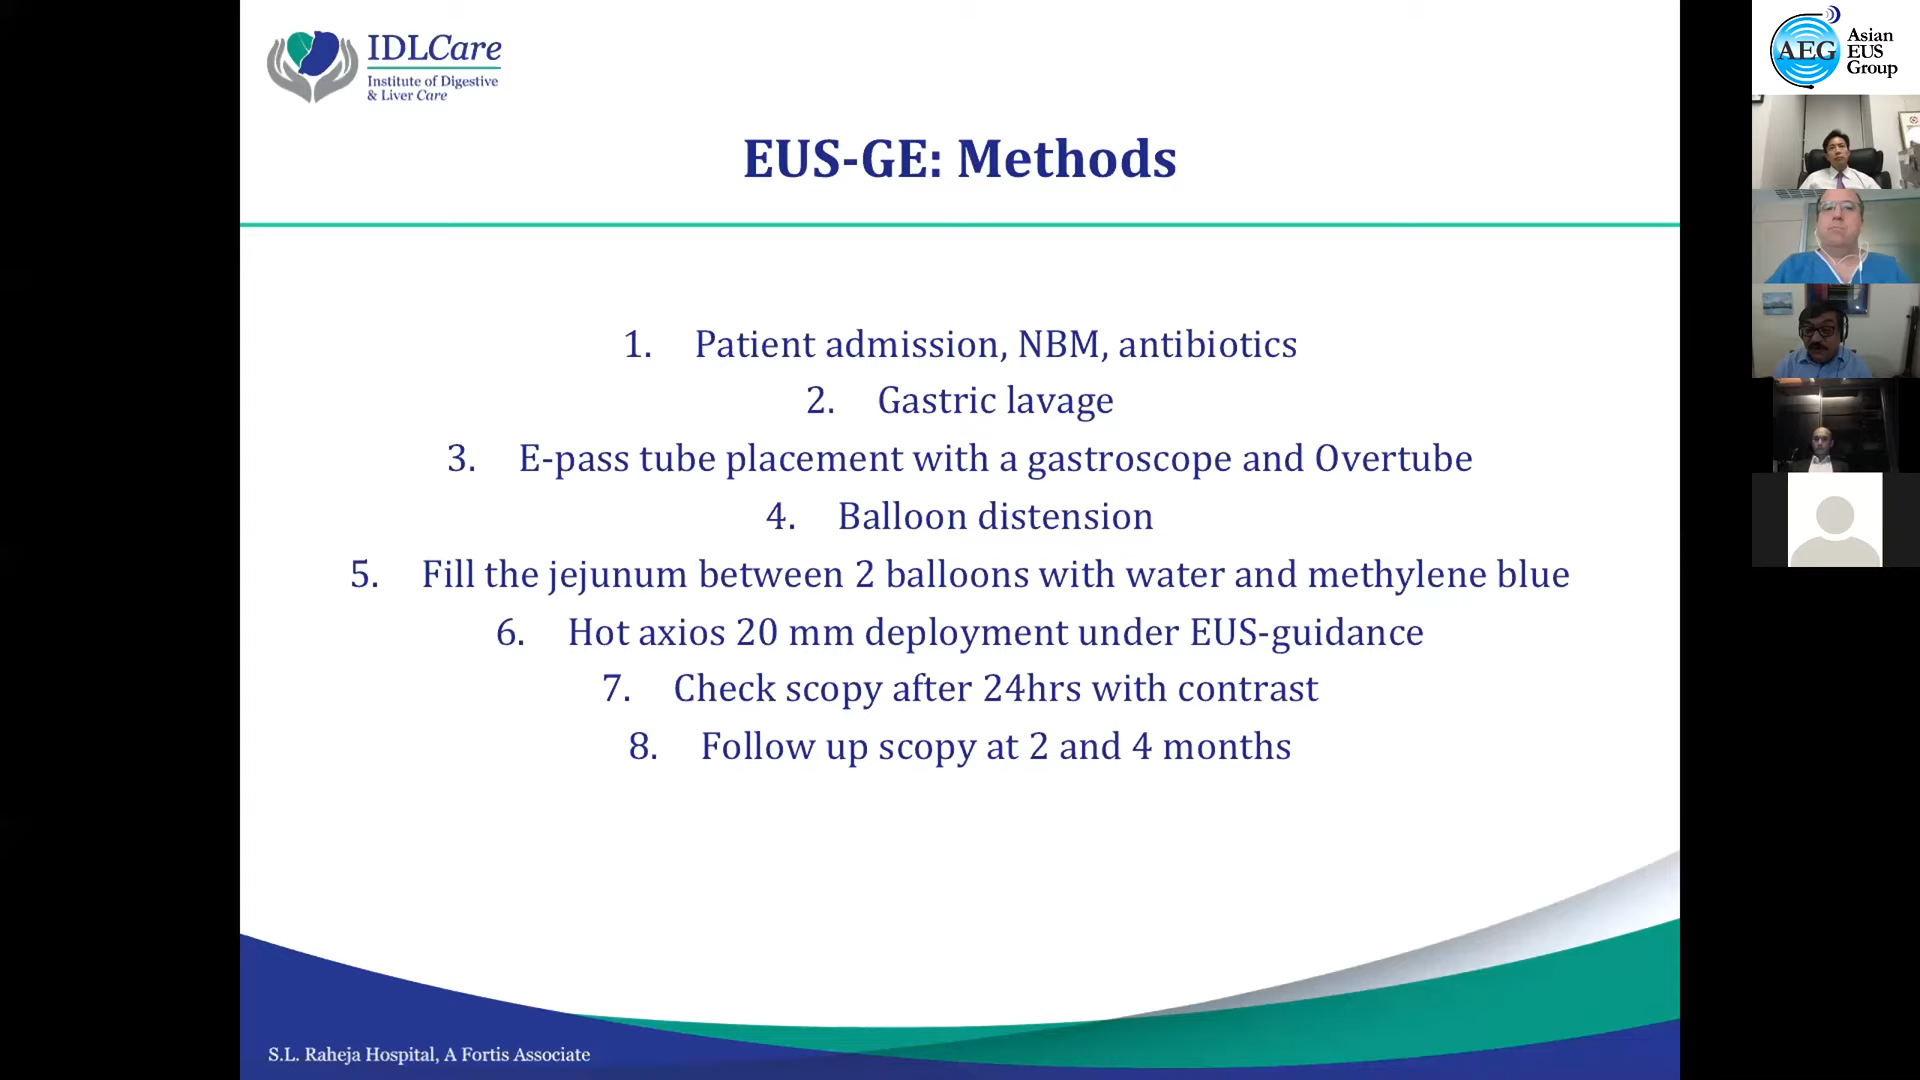 IDLCare
Institute of Digestive
& Liver Care
EUS-GE: Methods
1. Patient admission, NBM, antibiotics
2. Gastric lavage
3. E-pass tube placement with a gastroscope and Overtube
4. Balloon distension
5. Fill the jejunum between 2 balloons with water and methylene blue
6. Hot axios 20 mm deployment under EUS-guidance
7. Check scopy after 24hrs with contrast
8. Follow up scopy at 2 and 4 months
S.L. Raheja Hospital, A Fortis Associate
AEG
Asian
EUS
Group